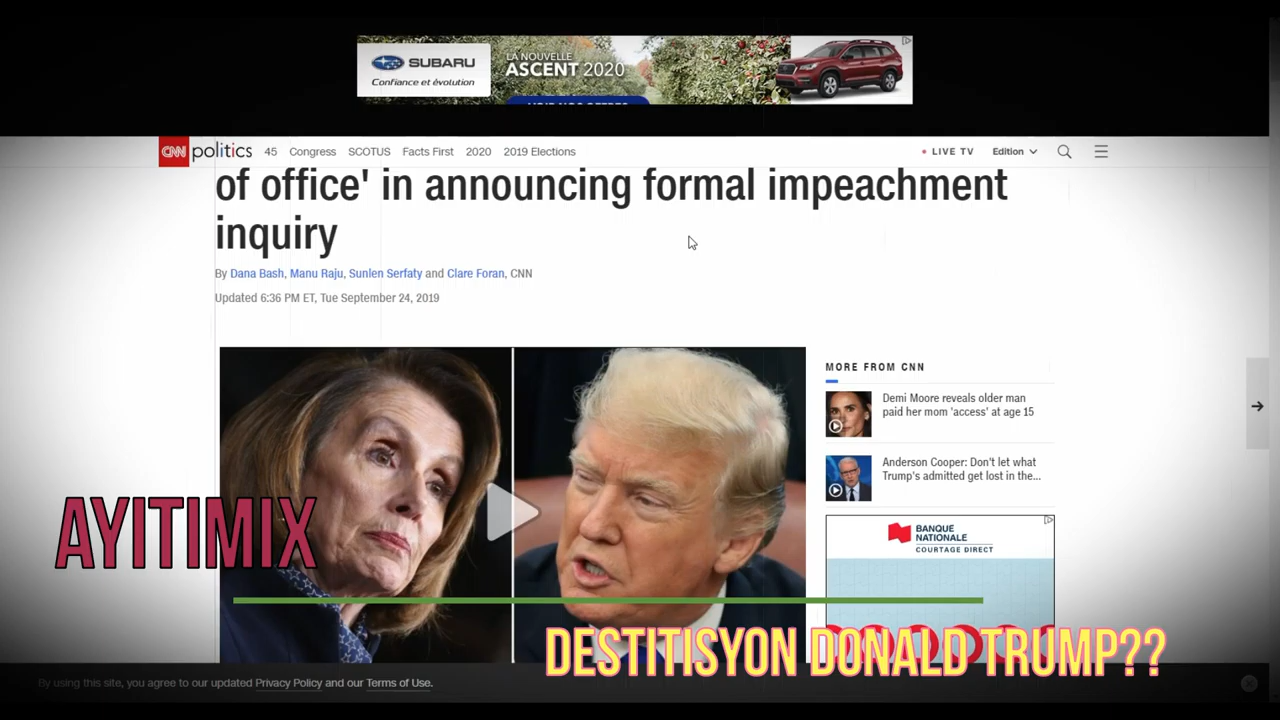 SUBARU
Confiance et évolution
LA NOUVELLE
ASCENT 2020
CNN politics 45 Congress SCOTUS Facts First 2020 2019 Elections LIVE TV Edition
of office' in announcing formal impeachment
inquiry
By Dana Bash, Manu Raju, Sunlen Serfaty and Clare Foran, CNN
Updated 6:36 PM ET, Tue September 24, 2019
MORE FROM CNN
Demi Moore reveals older man
paid her mom 'access' at age 15
Anderson Cooper: Don't let what
Trump's admitted get lost in the...
BANQUE
NATIONALE
COURTAGE DIRECT
AYITIMIX
DESTITISYON DONALD TRUMP??
By using this site, you agree to our updated Privacy Policy and our Terms of Use.